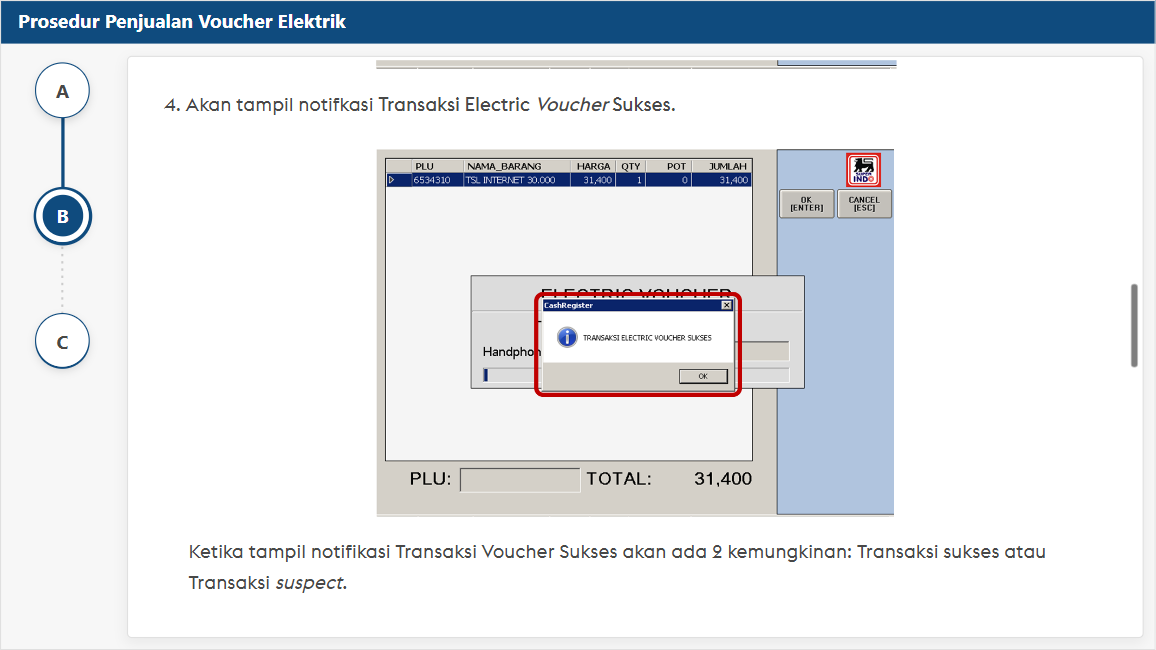 Prosedur Penjualan Voucher Elektrik
A
B
C
4. Akan tampil notifkasi Transaksi Electric Voucher Sukses.
PLU NAMA_BARANG HARGA QTY POT JUMLAH
6534310 TSL INTERNET 30.000 31,400 1 0 31,400
SUPER
INDO
OK
[ENTER]
CANCEL
[ESC]
ELECTRIC VOUCHER
CashRegister
TRANSAKSI ELECTRIC VOUCHER SUKSES
Handphon
OK
PLU: TOTAL: 31,400
Ketika tampil notifikasi Transaksi Voucher Sukses akan ada 2 kemungkinan: Transaksi sukses atau
Transaksi suspect.